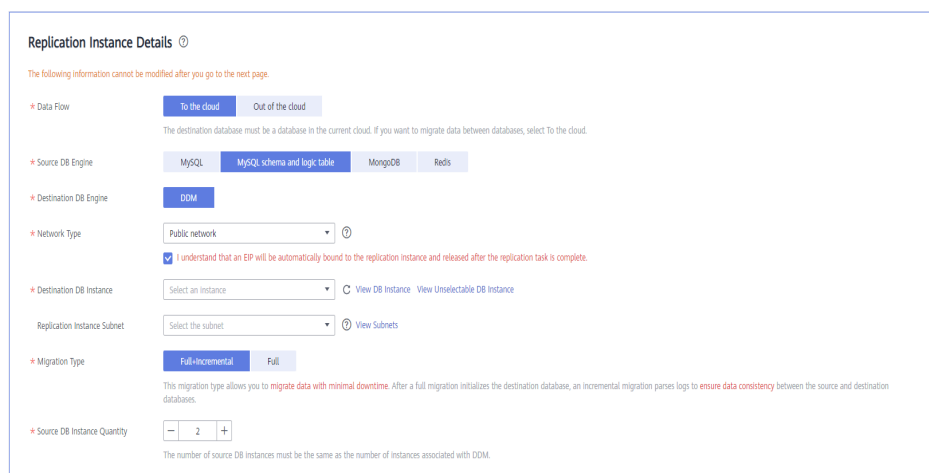 Replication Instance Details ?
The following information cannot be modified after you go to the next page.
* Data Flow To the cloud Out of the cloud
The destination database must be a database in the current cloud. If you want to migrate data between databases, select To the cloud.
* Source DB Engine MySQL MySQL schema and logic table MongoDB Redis
* Destination DB Engine DDM
* Network Type Public network ?
I understand that an EIP will be automatically bound to the replication instance and released after the replication task is complete.
* Destination DB Instance Select an instance View DB Instance View Unselectable DB Instance
Replication Instance Subnet Select the subnet ? View Subnets
* Migration Type Full+Incremental Full
This migration type allows you to migrate data with minimal downtime. After a full migration initializes the destination database, an incremental migration parses logs to ensure data consistency between the source and destination
databases.
* Source DB Instance Quantity − 2 +
The number of source DB instances must be the same as the number of instances associated with DDM.